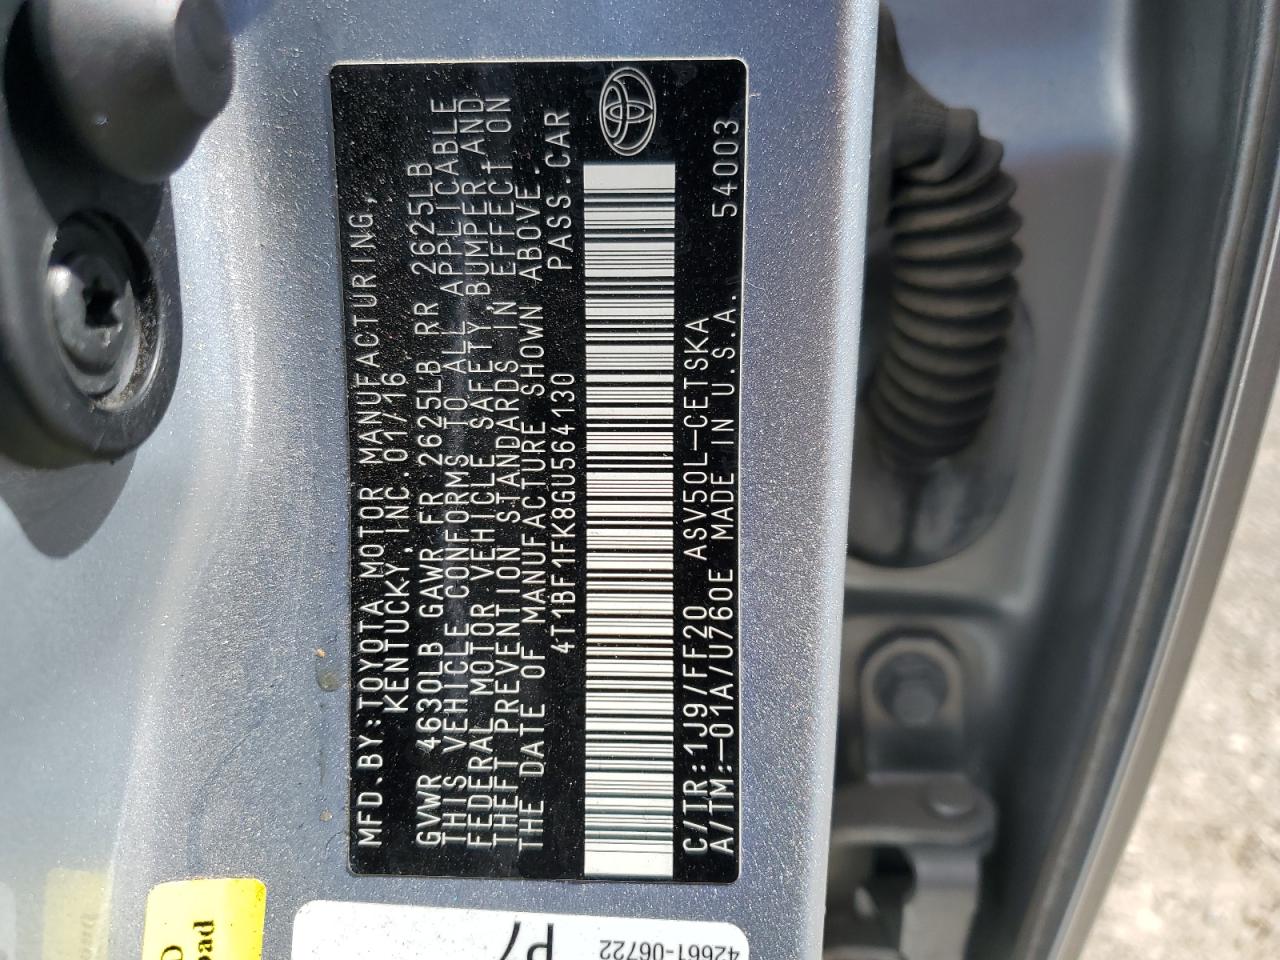 MFD.BY:TOYOTA MOTOR MANUFACTURING,
KENTUCKY,INC. 01/16
GVWR 4630LB GAWR FR 2625LB RR 2625LB
THIS VEHICLE CONFORMS TO ALL APPLICABLE
FEDERAL MOTOR VEHICLE SAFETY, BUMPER AND
THEFT PREVENTION STANDARDS IN EFFECT ON
THE DATE OF MANUFACTURE SHOWN ABOVE.
4T1BF1FK8GU564130 PASS.CAR
C/TR:1J9/FF20 ASV50L-CETSKA
A/TM:-01A/U760E MADE IN U.S.A. 54003
42661-06722